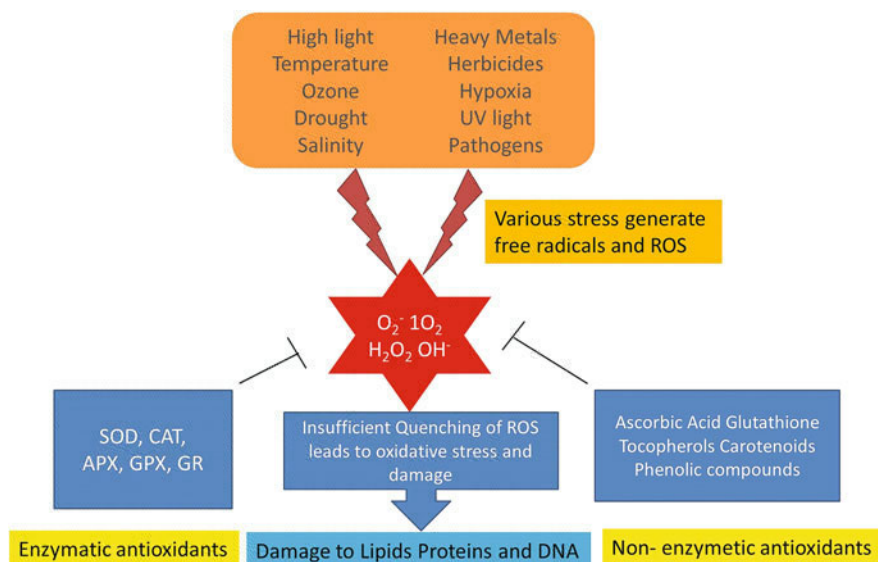 High light Heavy Metals
Temperature Herbicides
Ozone Hypoxia
Drought UV light
Salinity Pathogens
Various stress generate
free radicals and ROS
O₂⁻ 1O₂
H₂O₂ OH⁻
SOD, CAT,
APX, GPX, GR
Insufficient Quenching of ROS
leads to oxidative stress and
damage
Ascorbic Acid Glutathione
Tocopherols Carotenoids
Phenolic compounds
Enzymatic antioxidants
Damage to Lipids Proteins and DNA
Non- enzymetic antioxidants